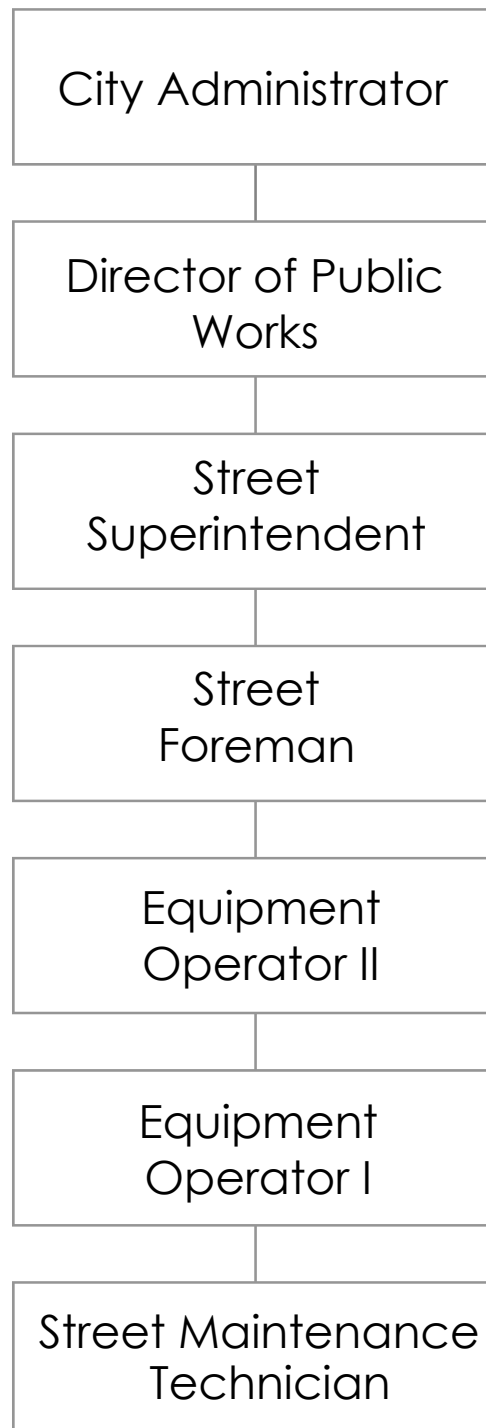 City Administrator
Director of Public
Works
Street
Superintendent
Street
Foreman
Equipment
Operator II
Equipment
Operator I
Street Maintenance
Technician